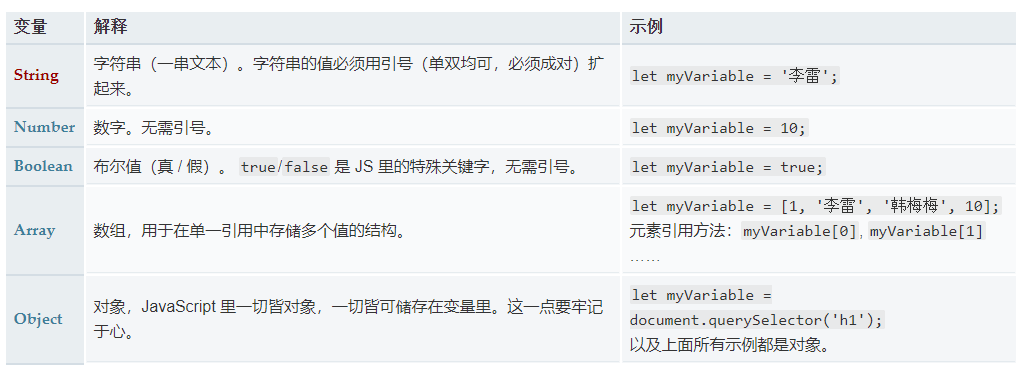 变量 解释 示例
String 字符串（一串文本）。字符串的值必须用引号（单双均可，必须成对）扩
起来。 let myVariable = '李雷';
Number 数字。无需引号。 let myVariable = 10;
Boolean 布尔值（真 / 假）。 true/false 是 JS 里的特殊关键字，无需引号。 let myVariable = true;
Array 数组，用于在单一引用中存储多个值的结构。 let myVariable = [1, '李雷', '韩梅梅', 10];
元素引用方法：myVariable[0], myVariable[1]
……
Object 对象，JavaScript 里一切皆对象，一切皆可储存在变量里。这一点要牢记
于心。 let myVariable =
document.querySelector('h1');
以及上面所有示例都是对象。